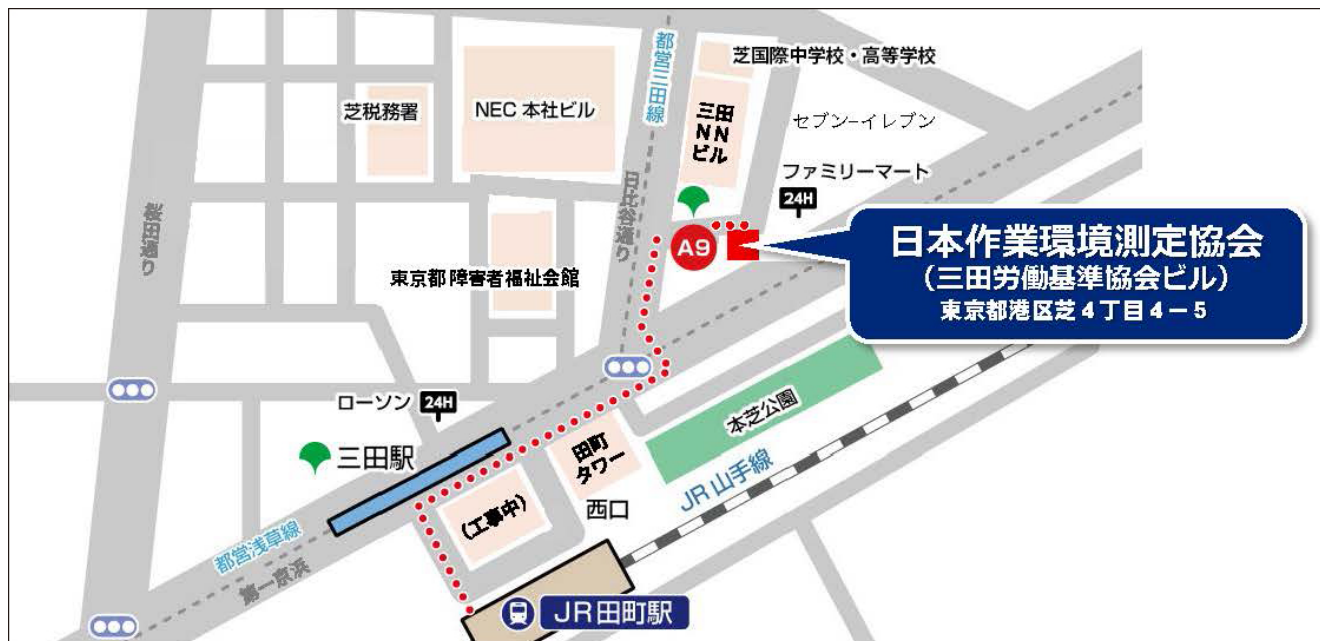 芝国際中学校・高等学校
都営三田線
芝税務署
NEC 本社ビル
三田
NN
ビル
セブン-イレブン
ファミリーマート
24H
日比谷通り
桜田通り
A9
日本作業環境測定協会
(三田労働基準協会ビル)
東京都港区芝4丁目4-5
東京都障害者福祉会館
ローソン 24H
本芝公園
三田駅
田町
タワー
JR山手線
(工事中)
西口
都営浅草線
第一京浜
JR田町駅